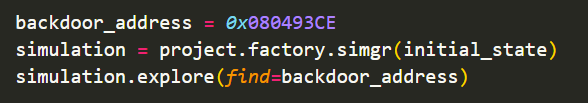 backdoor_address = 0x080493CE
simulation = project.factory.simgr(initial_state)
simulation.explore(find=backdoor_address)